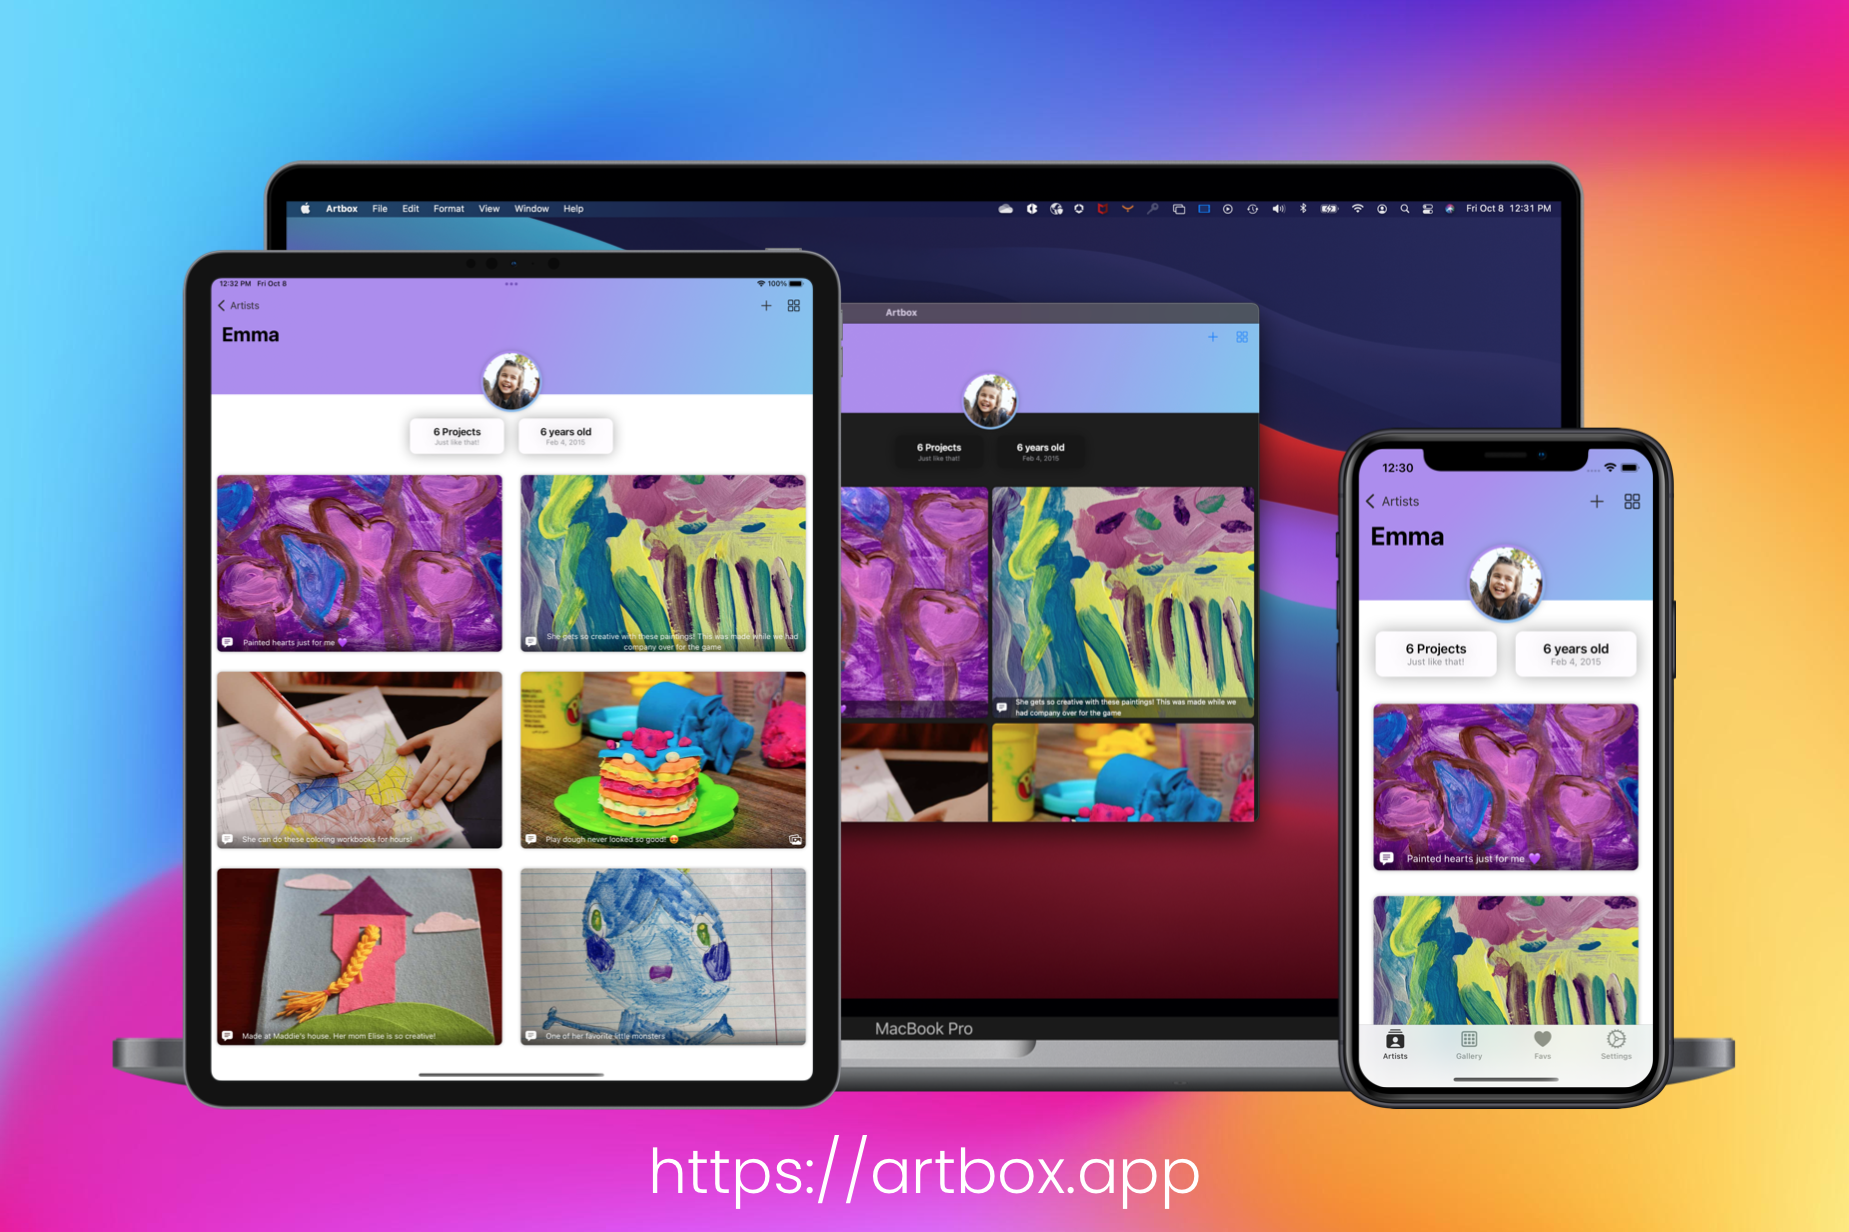 Artbox File Edit Format View Window Help
Fri Oct 8 12:31 PM
12:32 PM Fri Oct 8
100%
Artists
Emma
6 Projects
Just like that!
6 years old
Feb 4, 2015
Painted hearts just for me 💜
She gets so creative with these paintings! This was made while we had
company over for the game
She can do these coloring workbooks for hours!
Play dough never looked so good! 😍
Made at Maddie's house. Her mom Elise is so creative!
One of her favorite little monsters
Artbox
6 Projects
Just like that!
6 years old
Feb 4, 2015
She gets so creative with these paintings! This was made while we
had company over for the game
MacBook Pro
12:30
Artists
Emma
6 Projects
Just like that!
6 years old
Feb 4, 2015
Painted hearts just for me 💜
Artists Gallery Favs Settings
https://artbox.app